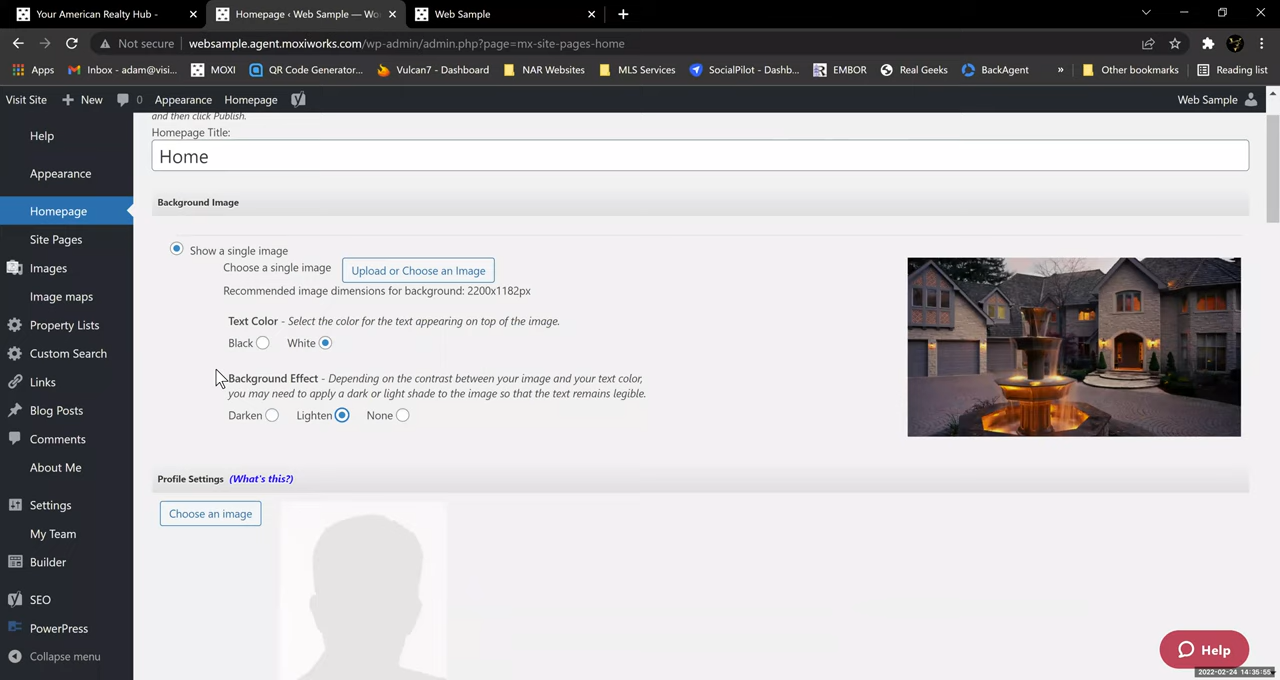 Your American Realty Hub -
Homepage ‹ Web Sample — Wo
Web Sample
Not secure
websample.agent.moxiworks.com/wp-admin/admin.php?page=mx-site-pages-home
Apps
Inbox - adam@visi...
MOXI
QR Code Generator...
Vulcan7 - Dashboard
NAR Websites
MLS Services
SocialPilot - Dashb...
EMBOR
Real Geeks
BackAgent
»
Other bookmarks
Reading list
Visit Site
New
0
Appearance
Homepage
Web Sample
Help
Appearance
Homepage
Site Pages
Images
Image maps
Property Lists
Custom Search
Links
Blog Posts
Comments
About Me
Settings
My Team
Builder
SEO
PowerPress
Collapse menu
and then click Publish.
Homepage Title:
Home
Background Image
Show a single image
Choose a single image
Upload or Choose an Image
Recommended image dimensions for background: 2200x1182px
Text Color - Select the color for the text appearing on top of the image.
Black White
Background Effect - Depending on the contrast between your image and your text color,
you may need to apply a dark or light shade to the image so that the text remains legible.
Darken Lighten None
Profile Settings (What's this?)
Choose an image
Help
2022-02-24 14:35:55